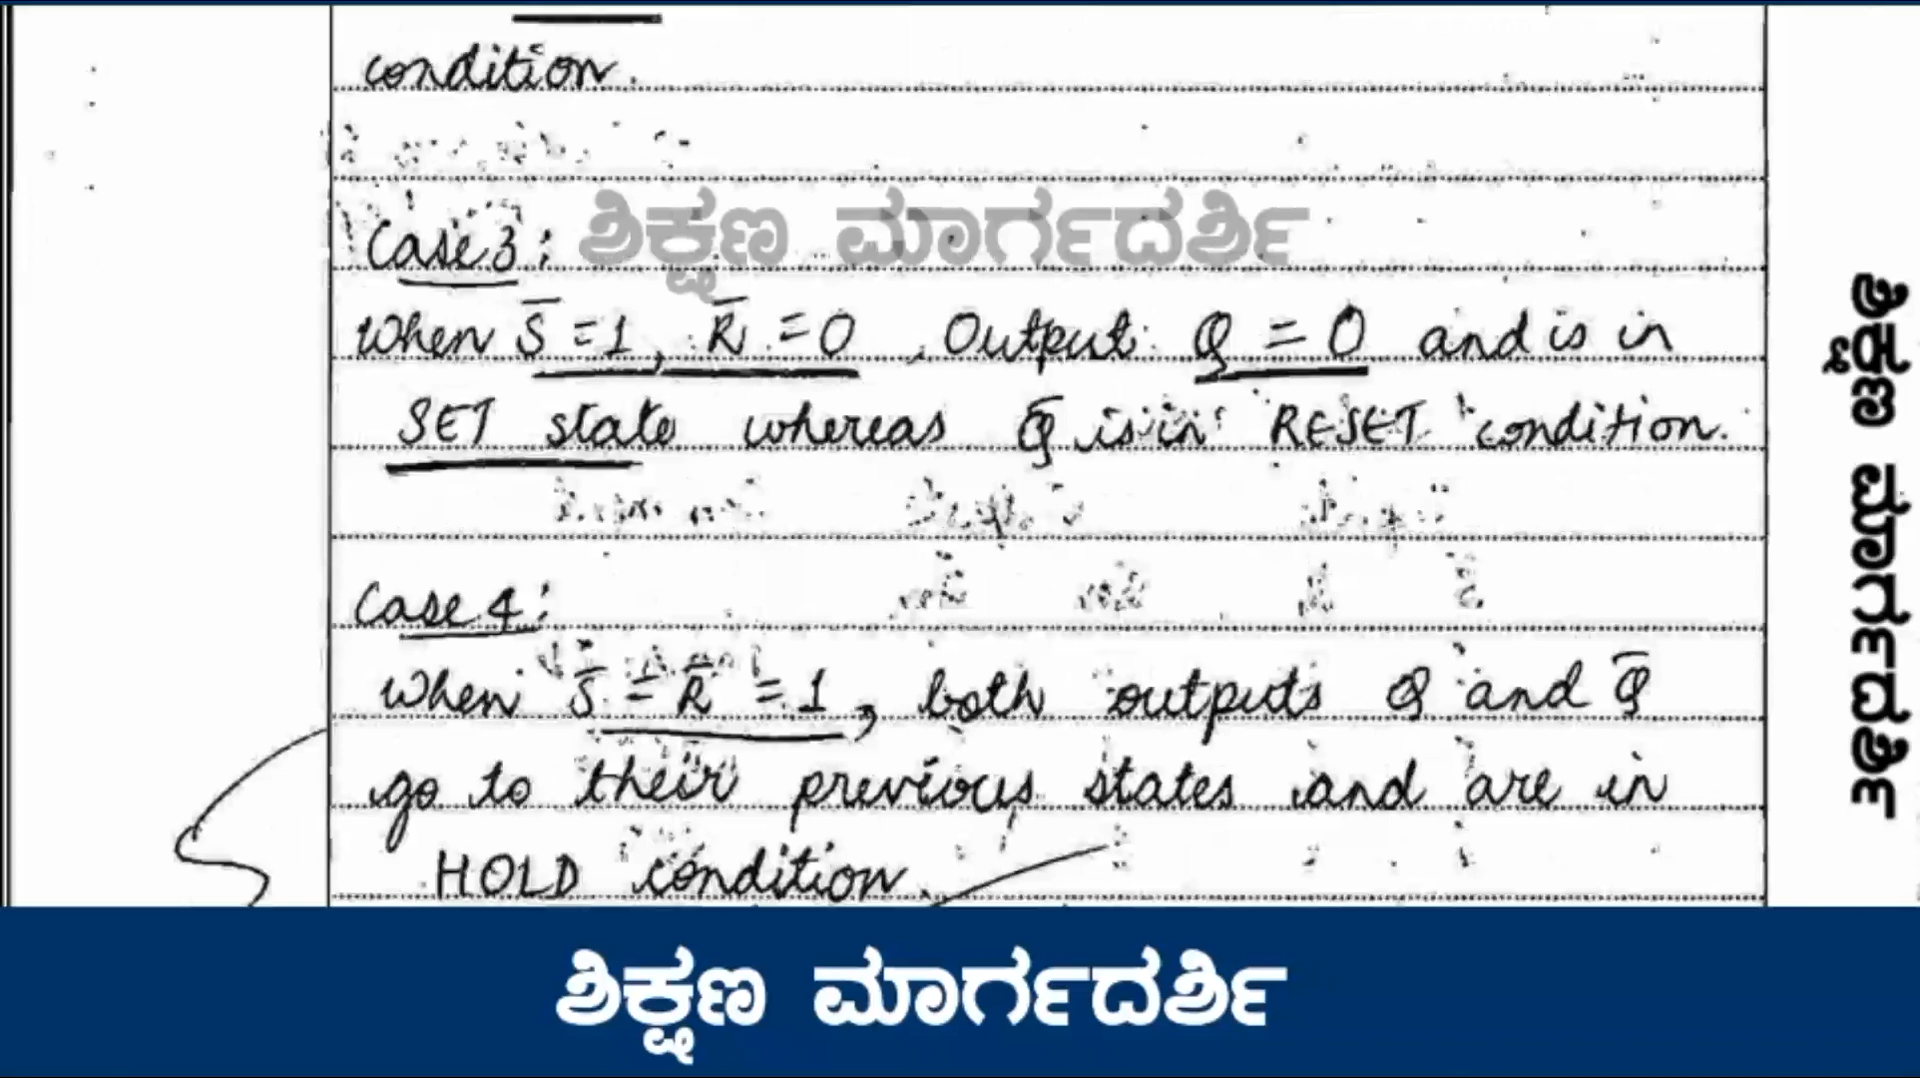 condition.
ಶಿಕ್ಷಣ ಮಾರ್ಗದರ್ಶಿ
Case 3:
When S̅ = 1, R̅ = 0, Output Q = 0 and is in
SET state whereas Q̅ is in RESET condition.
Case 4:
When S̅ = R̅ = 1, both outputs Q and Q̅
go to their previous states and are in
HOLD condition.
ಶಿಕ್ಷಣ ಮಾರ್ಗದರ್ಶಿ
ಶಿಕ್ಷಣ ಮಾರ್ಗದರ್ಶಿ